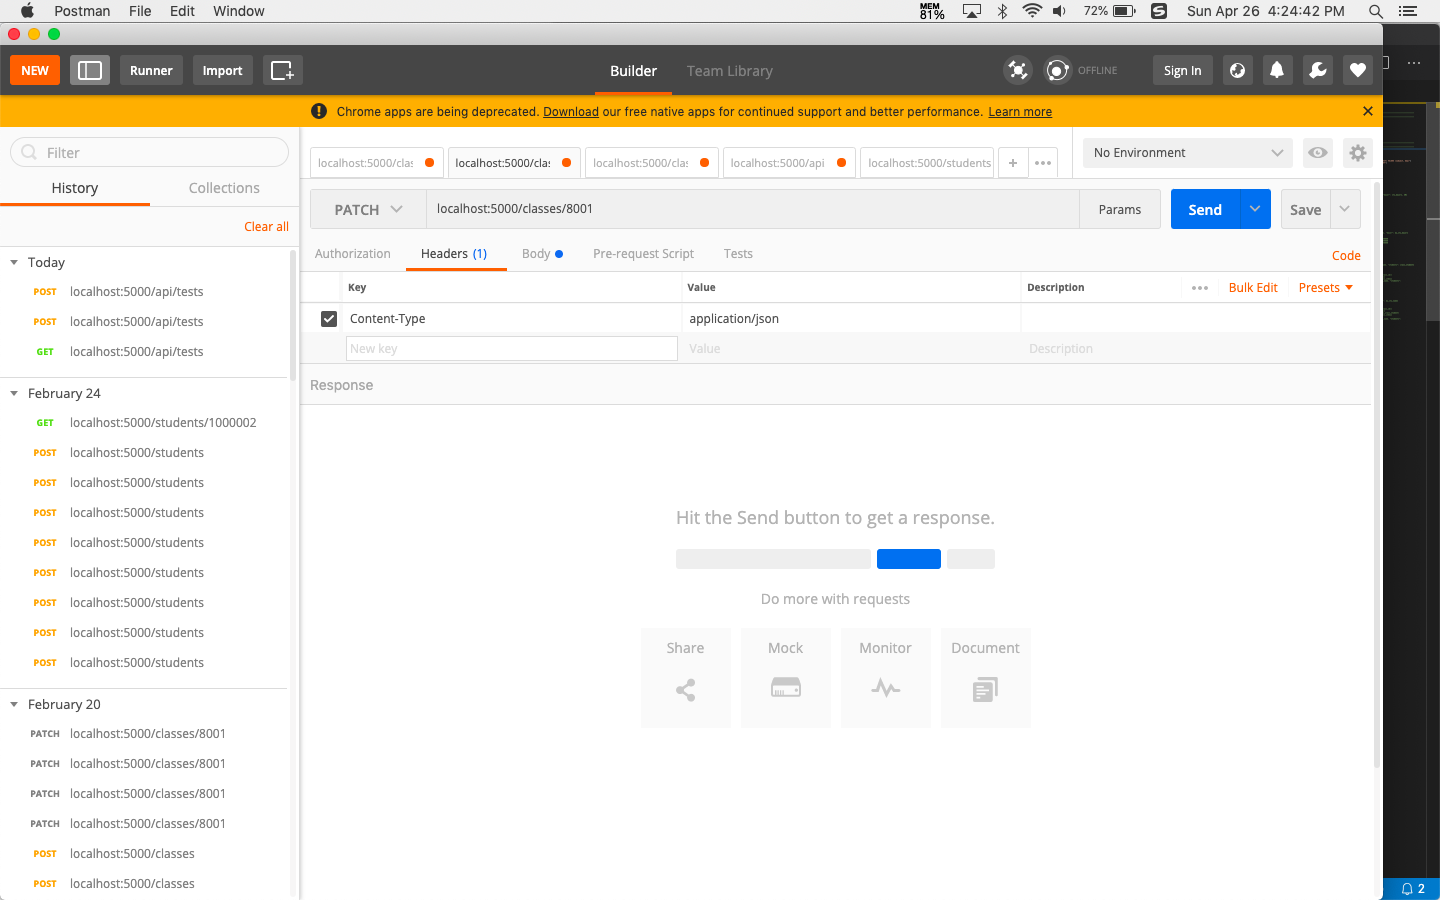 Postman File Edit Window MEM 81% 72% Sun Apr 26 4:24:42 PM
NEW Runner Import Builder Team Library OFFLINE Sign In
Chrome apps are being deprecated. Download our free native apps for continued support and better performance. Learn more
Filter
History Collections
Clear all
Today
POST localhost:5000/api/tests
POST localhost:5000/api/tests
GET localhost:5000/api/tests
February 24
GET localhost:5000/students/1000002
POST localhost:5000/students
POST localhost:5000/students
POST localhost:5000/students
POST localhost:5000/students
POST localhost:5000/students
POST localhost:5000/students
POST localhost:5000/students
POST localhost:5000/students
February 20
PATCH localhost:5000/classes/8001
PATCH localhost:5000/classes/8001
PATCH localhost:5000/classes/8001
PATCH localhost:5000/classes/8001
POST localhost:5000/classes
POST localhost:5000/classes
localhost:5000/clas localhost:5000/clas localhost:5000/clas localhost:5000/api localhost:5000/students + No Environment
PATCH localhost:5000/classes/8001 Params Send Save
Authorization Headers (1) Body Pre-request Script Tests Code
Key Value Description Bulk Edit Presets
Content-Type application/json
New key Value Description
Response
Hit the Send button to get a response.
Do more with requests
Share Mock Monitor Document
2